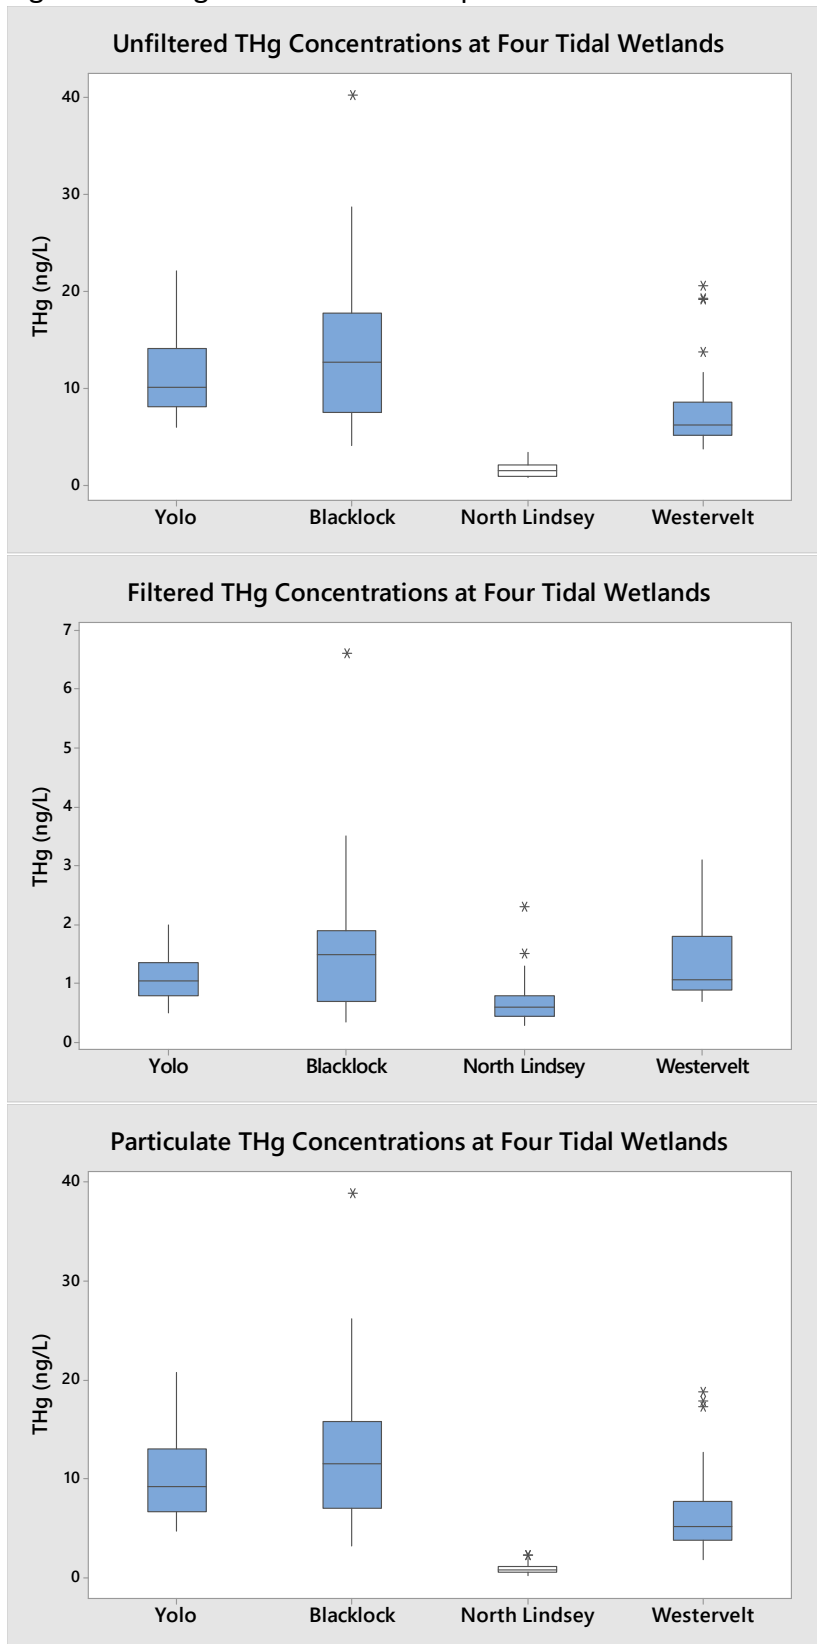 Unfiltered THg Concentrations at Four Tidal Wetlands
40
30
20
10
0
THg (ng/L)
Yolo Blacklock North Lindsey Westervelt
Filtered THg Concentrations at Four Tidal Wetlands
7
6
5
4
3
2
1
0
THg (ng/L)
Yolo Blacklock North Lindsey Westervelt
Particulate THg Concentrations at Four Tidal Wetlands
40
30
20
10
0
THg (ng/L)
Yolo Blacklock North Lindsey Westervelt